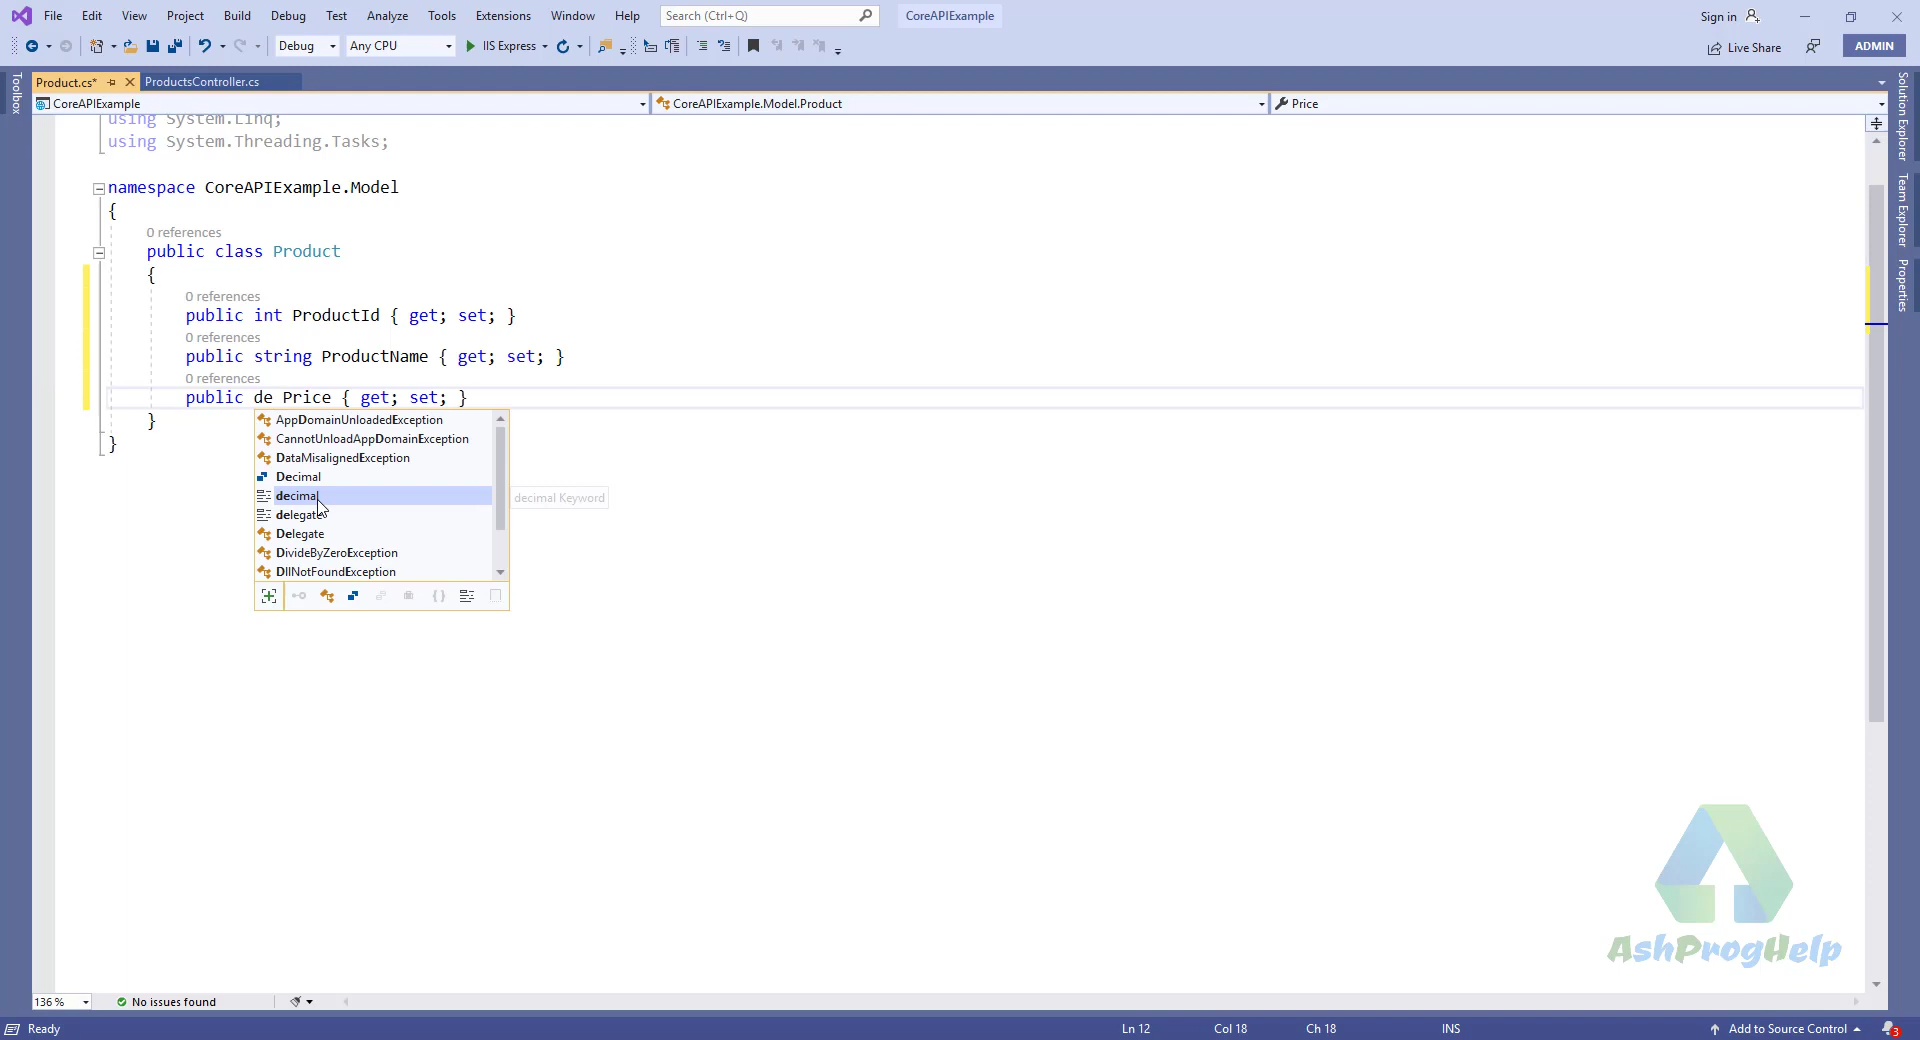 File Edit View Project Build Debug Test Analyze Tools Extensions Window Help Search (Ctrl+Q) CoreAPIExample Sign in
Debug Any CPU IIS Express Live Share ADMIN
Toolbox
Product.cs* ProductsController.cs
CoreAPIExample CoreAPIExample.Model.Product Price
using System.Linq;
using System.Threading.Tasks;
namespace CoreAPIExample.Model
{
0 references
public class Product
{
0 references
public int ProductId { get; set; }
0 references
public string ProductName { get; set; }
0 references
public de Price { get; set; }
}
}
AppDomainUnloadedException
CannotUnloadAppDomainException
DataMisalignedException
Decimal
decimal
decimal Keyword
delegate
Delegate
DivideByZeroException
DllNotFoundException
Solution Explorer
Team Explorer
Properties
AshProgHelp
136 % No issues found
Ready Ln 12 Col 18 Ch 18 INS Add to Source Control 3